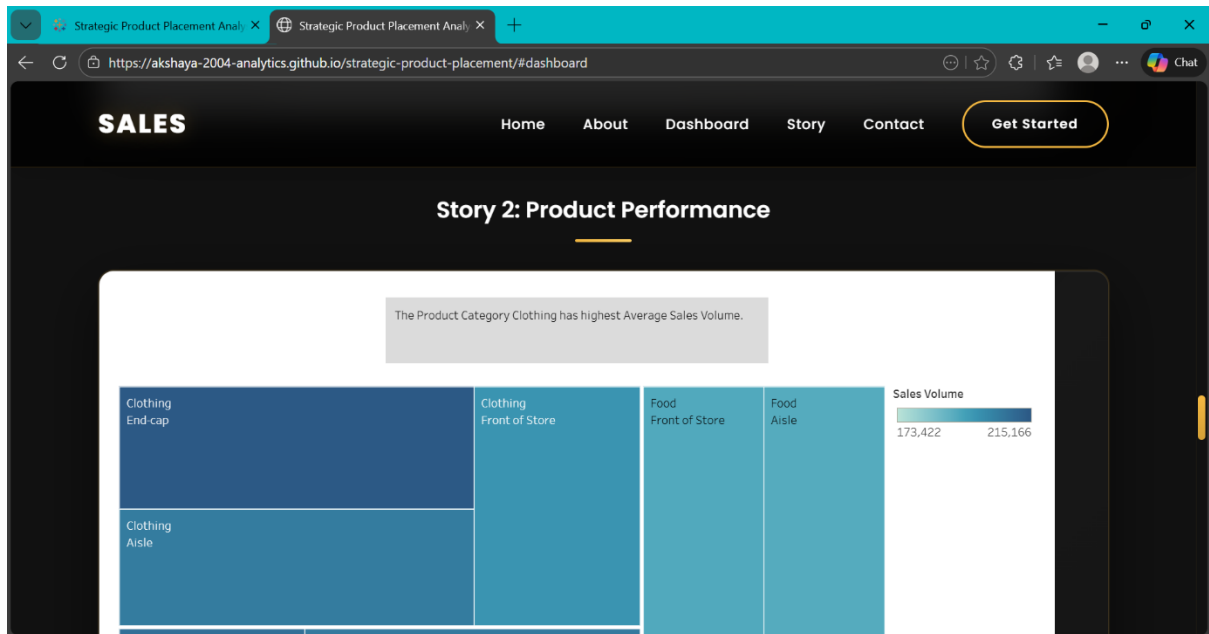 Strategic Product Placement Analy
Strategic Product Placement Analy
https://akshaya-2004-analytics.github.io/strategic-product-placement/#dashboard
Chat
SALES
Home About Dashboard Story Contact Get Started
Story 2: Product Performance
The Product Category Clothing has highest Average Sales Volume.
Clothing
End-cap
Clothing
Front of Store
Food
Front of Store
Food
Aisle
Sales Volume
173,422 215,166
Clothing
Aisle